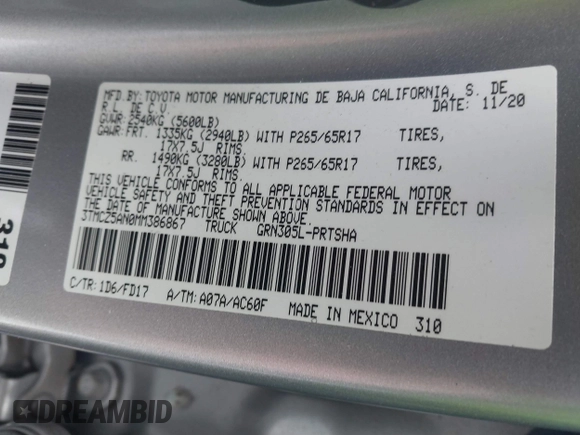 MFD.BY:TOYOTA MOTOR MANUFACTURING DE BAJA CALIFORNIA, S. DE
R.L. DE C.V. DATE: 11/20
GVWR: 2540KG (5600LB)
GAWR:FRT. 1335KG (2940LB) WITH P265/65R17 TIRES,
17X7.5J RIMS.
RR. 1490KG (3280LB) WITH P265/65R17 TIRES,
17X7.5J RIMS.
THIS VEHICLE CONFORMS TO ALL APPLICABLE FEDERAL MOTOR
VEHICLE SAFETY AND THEFT PREVENTION STANDARDS IN EFFECT ON
THE DATE OF MANUFACTURE SHOWN ABOVE.
3TMCZ5AN0MM386867 TRUCK GRN305L-PRTSHA
C/TR:1D6/FD17 A/TM:A07A/AC60F MADE IN MEXICO 310
310
DREAMBID